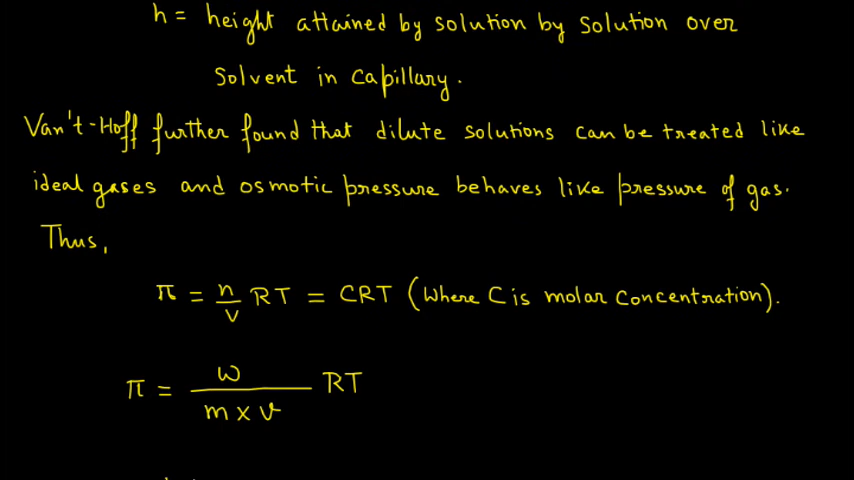 h = height attained by solution by solution over
solvent in capillary.
Van't-Hoff further found that dilute solutions can be treated like
ideal gases and osmotic pressure behaves like pressure of gas.
Thus,
π = n/v RT = CRT (where C is molar concentration).
π = w/(m x v) RT